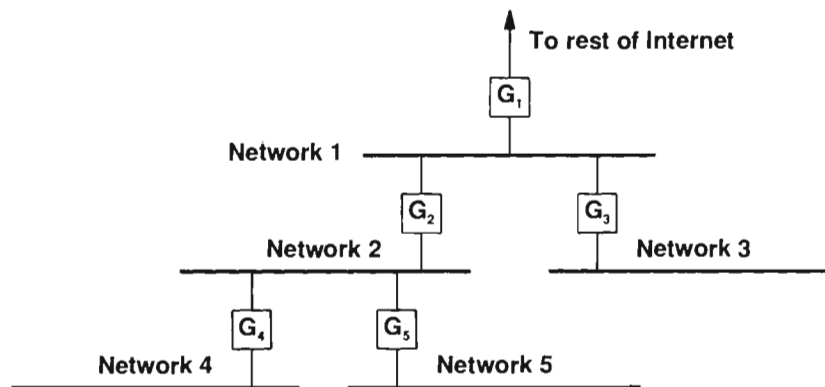 To rest of Internet
G₁
Network 1
G₂
G₃
Network 2
Network 3
G₄
G₅
Network 4
Network 5